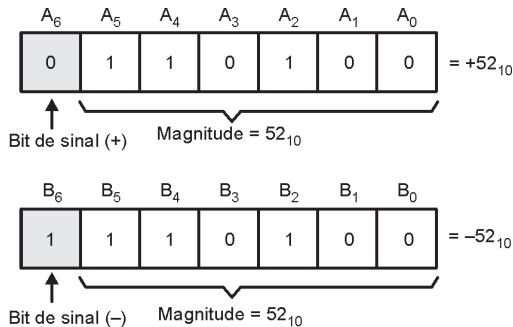 A6 A5 A4 A3 A2 A1 A0
0 1 1 0 1 0 0 = +5210
Bit de sinal (+) Magnitude = 5210
B6 B5 B4 B3 B2 B1 B0
1 1 1 0 1 0 0 = –5210
Bit de sinal (–) Magnitude = 5210